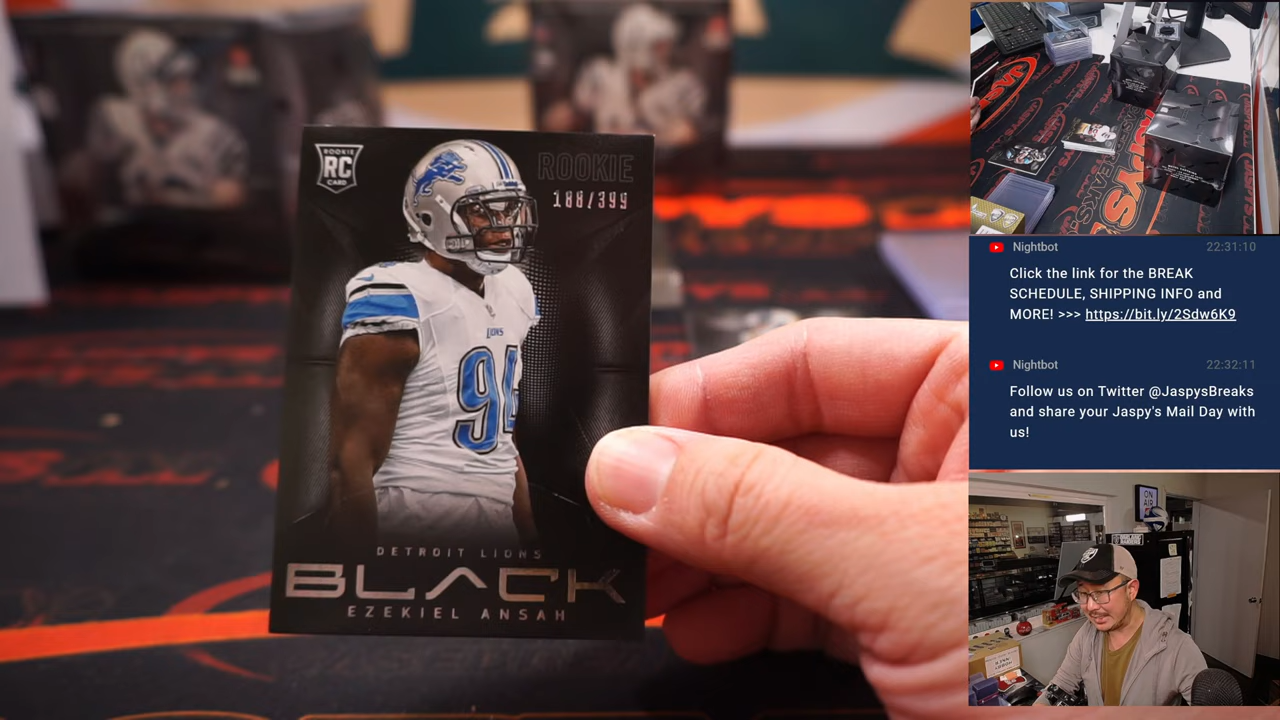 ROOKIE
RC
CARD
ROOKIE
188/399
LIONS
94
DETROIT LIONS
BLACK
EZEKIEL ANSAH
JASPY'S
Nightbot
22:31:10
Click the link for the BREAK
SCHEDULE, SHIPPING INFO and
MORE! >>> https://bit.ly/2Sdw6K9
Nightbot
22:32:11
Follow us on Twitter @JaspysBreaks
and share your Jaspy's Mail Day with
us!
ON
AIR